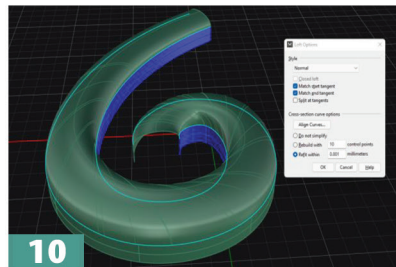 Loft Options
Style
Normal
Closed loft
Match start tangent
Match end tangent
Split at tangents
Cross-section curve options
Align Curves...
Do not simplify
Rebuild with 10 control points
Refit within 0.001 millimeters
OK Cancel Help
10